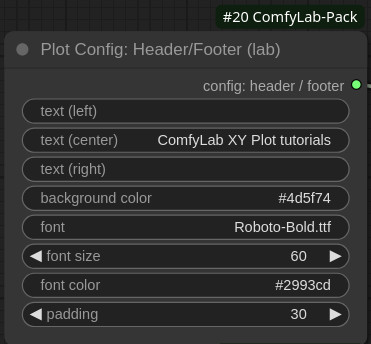 #20 ComfyLab-Pack
Plot Config: Header/Footer (lab)
config: header / footer
text (left)
text (center) ComfyLab XY Plot tutorials
text (right)
background color #4d5f74
font Roboto-Bold.ttf
font size 60
font color #2993cd
padding 30